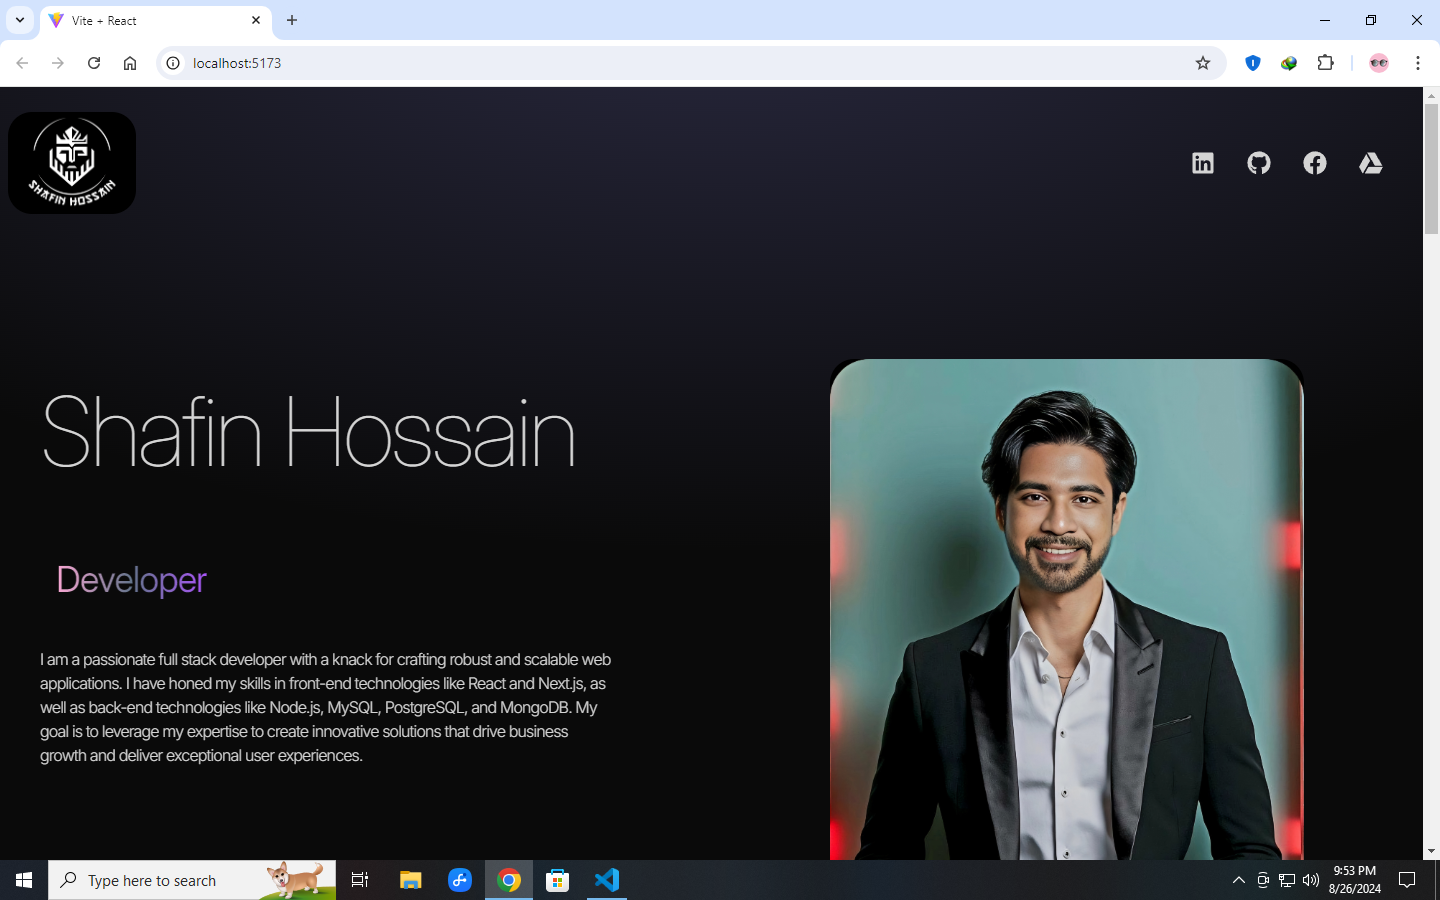 Vite + React
localhost:5173
SHAFIN HOSSAIN
in
Shafin Hossain
Developer
I am a passionate full stack developer with a knack for crafting robust and scalable web
applications. I have honed my skills in front-end technologies like React and Next.js, as
well as back-end technologies like Node.js, MySQL, PostgreSQL, and MongoDB. My
goal is to leverage my expertise to create innovative solutions that drive business
growth and deliver exceptional user experiences.
Type here to search
9:53 PM
8/26/2024